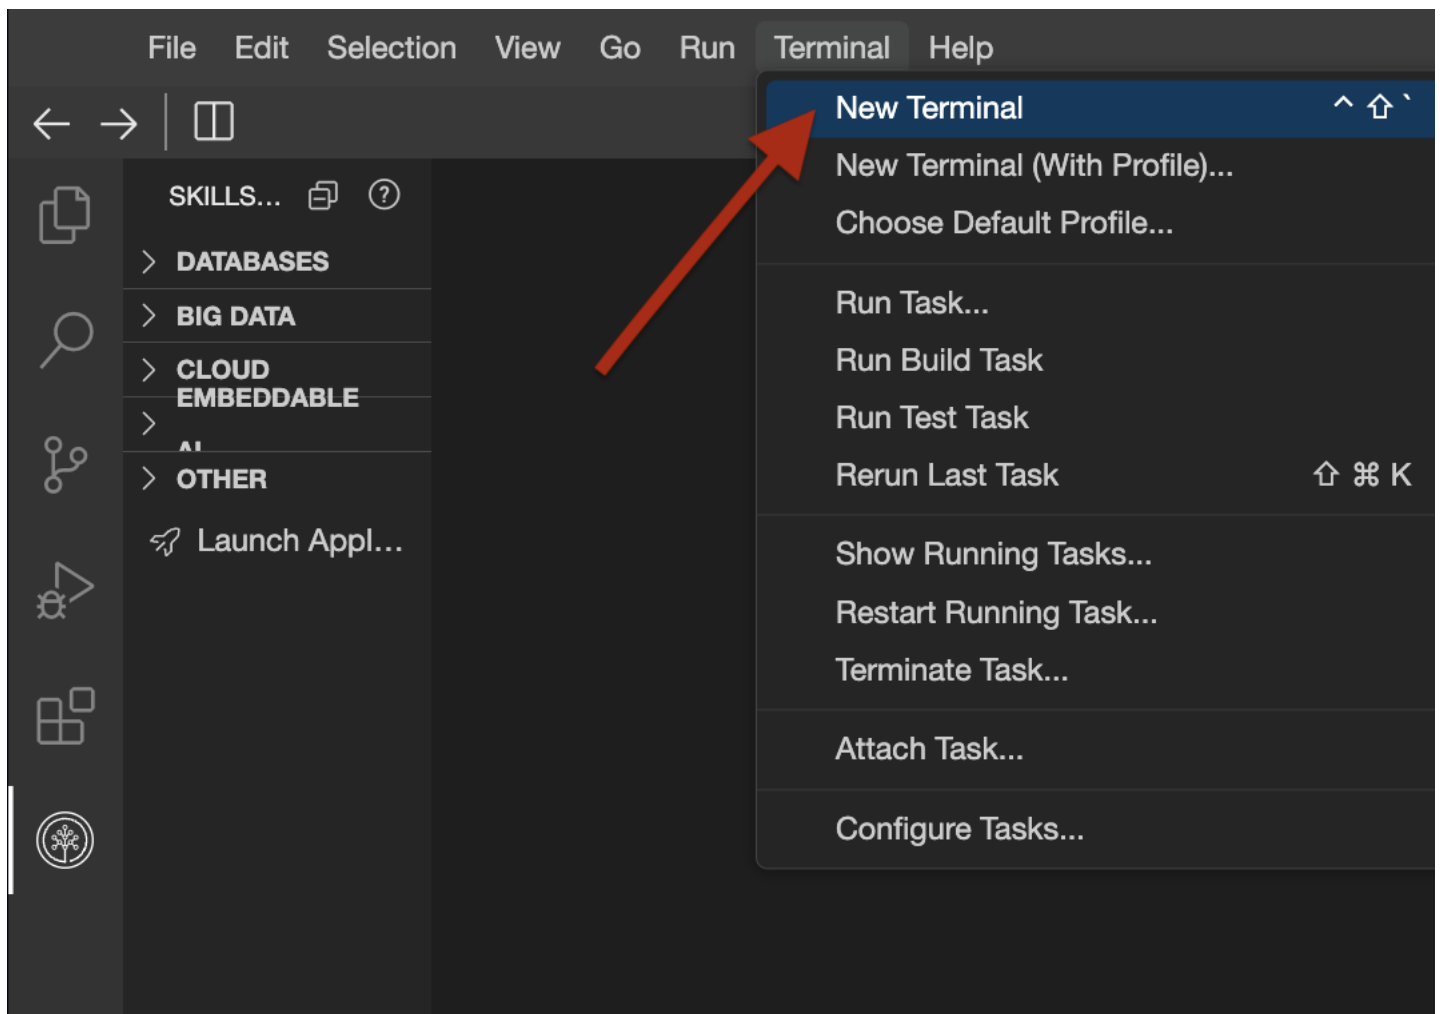 File Edit Selection View Go Run Terminal Help
New Terminal ^ ⇧ `
New Terminal (With Profile)...
Choose Default Profile...
Run Task...
Run Build Task
Run Test Task
Rerun Last Task ⇧ ⌘ K
Show Running Tasks...
Restart Running Task...
Terminate Task...
Attach Task...
Configure Tasks...
SKILLS...
DATABASES
BIG DATA
CLOUD
EMBEDDABLE
AI
OTHER
Launch Appl...